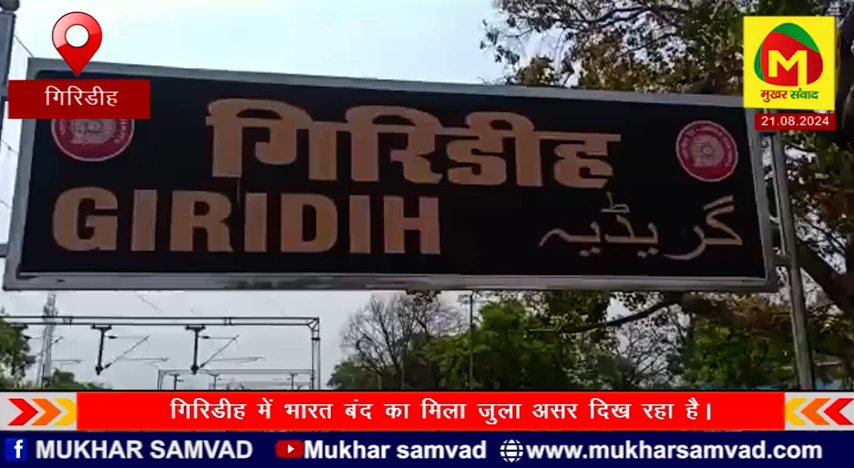 गिरिडीह
M
मुखर संवाद
21.08.2024
गिरिडीह
GIRIDIH
گریڈیہ
गिरिडीह में भारत बंद का मिला जुला असर दिख रहा है।
MUKHAR SAMVAD Mukhar samvad www.mukharsamvad.com